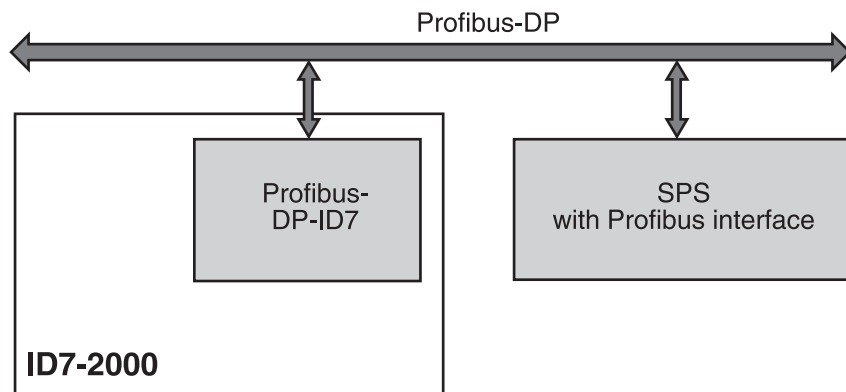 Profibus-DP
Profibus-
DP-ID7
SPS
with Profibus interface
ID7-2000